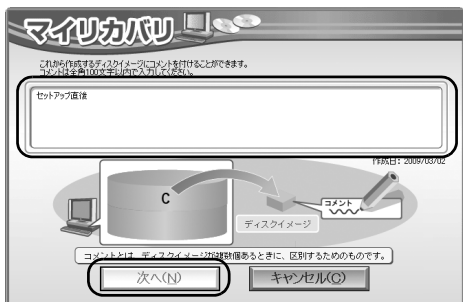 マイリカバリ
これから作成するディスクイメージにコメントを付けることができます。
コメントは全角100文字以内で入力してください。
セットアップ直後
作成日：2009/03/02
C
コメント
ディスクイメージ
コメントとは、ディスクイメージが複数個あるときに、区別するためのものです。
次へ(N)
キャンセル(C)